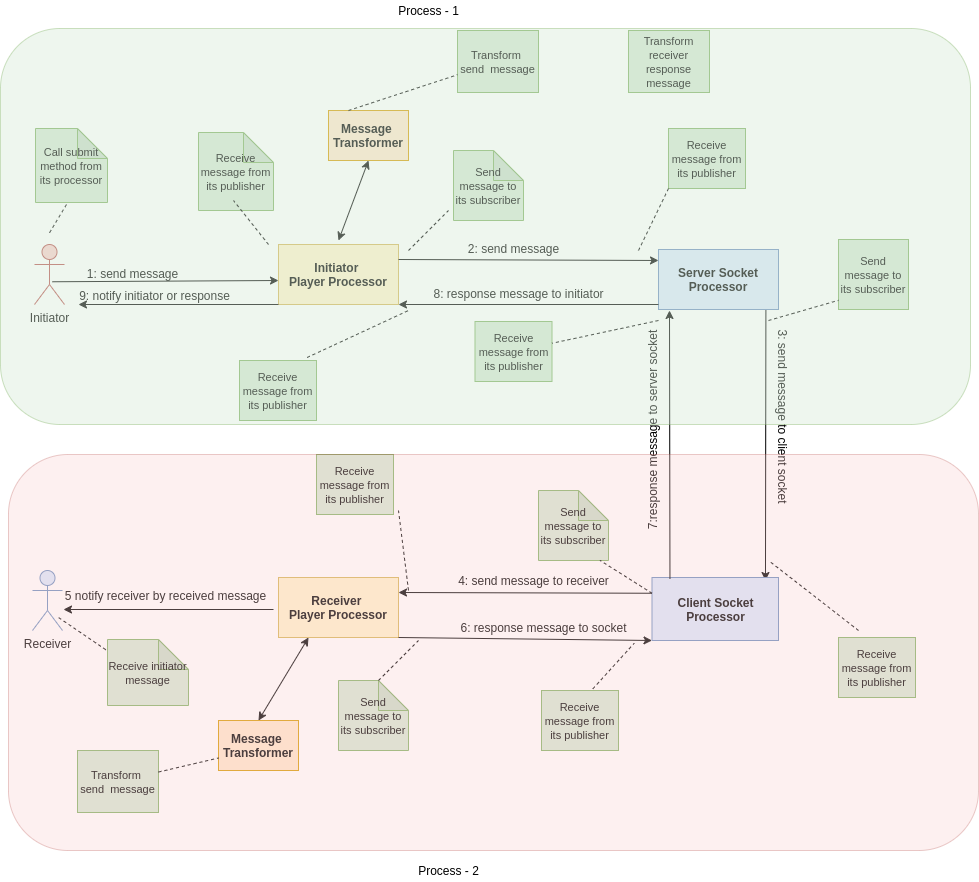 Process - 1
Transform
send  message
Transform
receiver
response
message
Message
Transformer
Call submit
method from
its processor
Receive
message from
its publisher
Send
message to
its subscriber
Receive
message from
its publisher
1: send message
9: notify initiator or response
Initiator
Initiator
Player Processor
2: send message
8: response message to initiator
Server Socket
Processor
Send
message to
its subscriber
Receive
message from
its publisher
Receive
message from
its publisher
7:response message to server socket
3: send message to client socket
Receive
message from
its publisher
Send
message to
its subscriber
5 notify receiver by received message
Receiver
Receiver
Player Processor
4: send message to receiver
6: response message to socket
Client Socket
Processor
Receive initiator
message
Send
message to
its subscriber
Receive
message from
its publisher
Receive
message from
its publisher
Message
Transformer
Transform
send  message
Process - 2